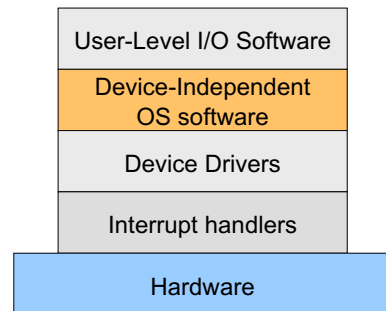 User-Level I/O Software
Device-Independent
OS software
Device Drivers
Interrupt handlers
Hardware